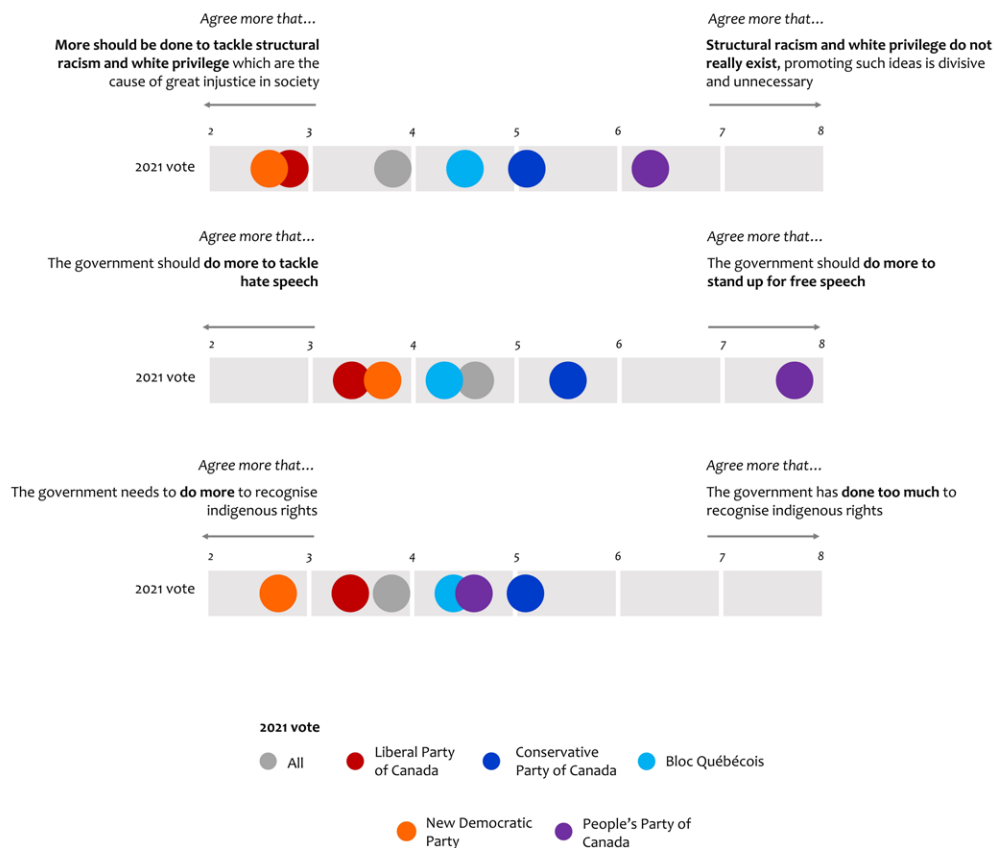 Agree more that...
More should be done to tackle structural
racism and white privilege which are the
cause of great injustice in society
Agree more that...
Structural racism and white privilege do not
really exist, promoting such ideas is divisive
and unnecessary
2 3 4 5 6 7 8
2021 vote
Agree more that...
The government should do more to tackle
hate speech
Agree more that...
The government should do more to
stand up for free speech
2 3 4 5 6 7 8
2021 vote
Agree more that...
The government needs to do more to recognise
indigenous rights
Agree more that...
The government has done too much to
recognise indigenous rights
2 3 4 5 6 7 8
2021 vote
2021 vote
All
Liberal Party
of Canada
Conservative
Party of Canada
Bloc Québécois
New Democratic
Party
People's Party of
Canada